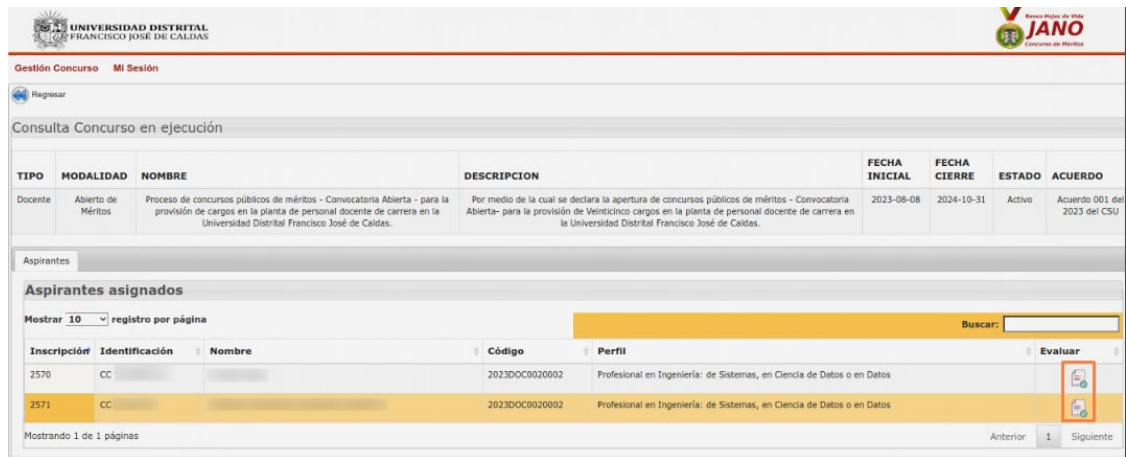 UNIVERSIDAD DISTRITAL
FRANCISCO JOSÉ DE CALDAS
Banco Hojas de Vida
JANO
Concurso de Méritos
Gestión Concurso Mi Sesión
Regresar
Consulta Concurso en ejecución
TIPO MODALIDAD NOMBRE DESCRIPCION FECHA INICIAL FECHA CIERRE ESTADO ACUERDO
Docente Abierto de Proceso de concursos públicos de méritos - Convocatoria Abierta - para la Por medio de la cual se declara la apertura de concursos públicos de méritos - Convocatoria 2023-08-08 2024-10-31 Activo Acuerdo 001 del
Méritos provisión de cargos en la planta de personal docente de carrera en la Abierta- para la provisión de Veinticinco cargos en la planta de personal docente de carrera en 2023 del CSU
Universidad Distrital Francisco José de Caldas. la Universidad Distrital Francisco José de Caldas.
Aspirantes
Aspirantes asignados
Mostrar 10 registro por página Buscar:
Inscripción Identificación Nombre Código Perfil Evaluar
2570 CC 2023DOC0020002 Profesional en Ingeniería: de Sistemas, en Ciencia de Datos o en Datos
2571 CC 2023DOC0020002 Profesional en Ingeniería: de Sistemas, en Ciencia de Datos o en Datos
Mostrando 1 de 1 páginas Anterior 1 Siguiente